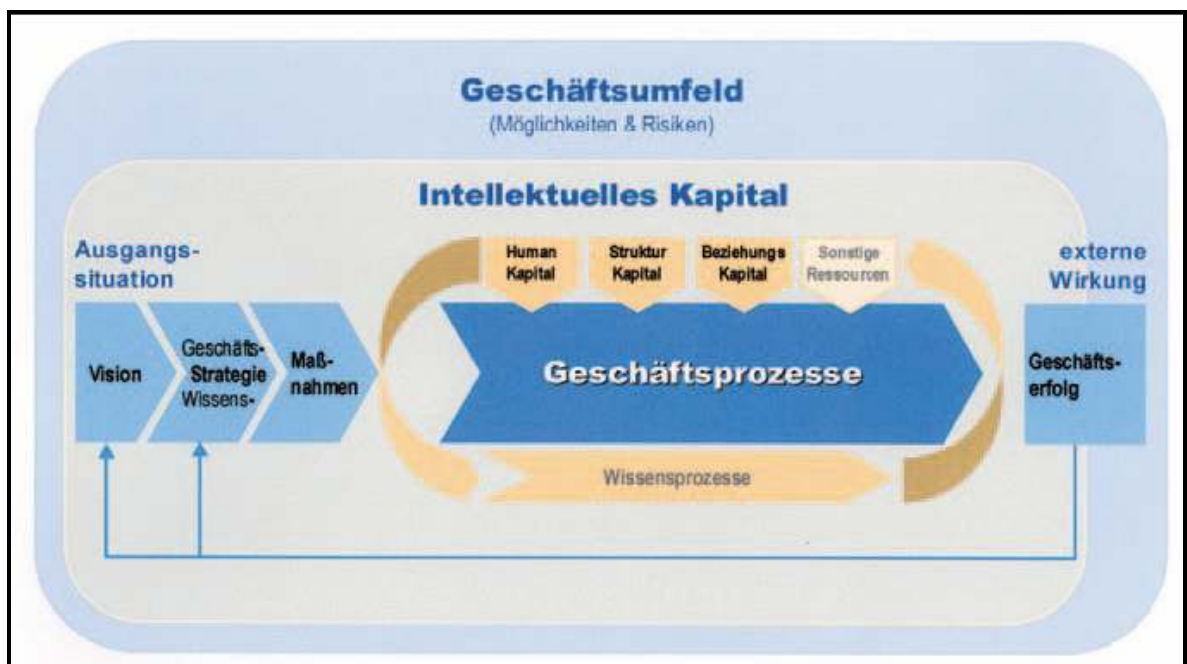 Geschäftsumfeld
(Möglichkeiten & Risiken)
Intellektuelles Kapital
Ausgangs-
situation
Human
Kapital
Struktur
Kapital
Beziehungs
Kapital
Sonstige
Ressourcen
externe
Wirkung
Vision
Geschäfts-
Strategie
Wissens-
Maß-
nahmen
Geschäftsprozesse
Geschäfts-
erfolg
Wissensprozesse